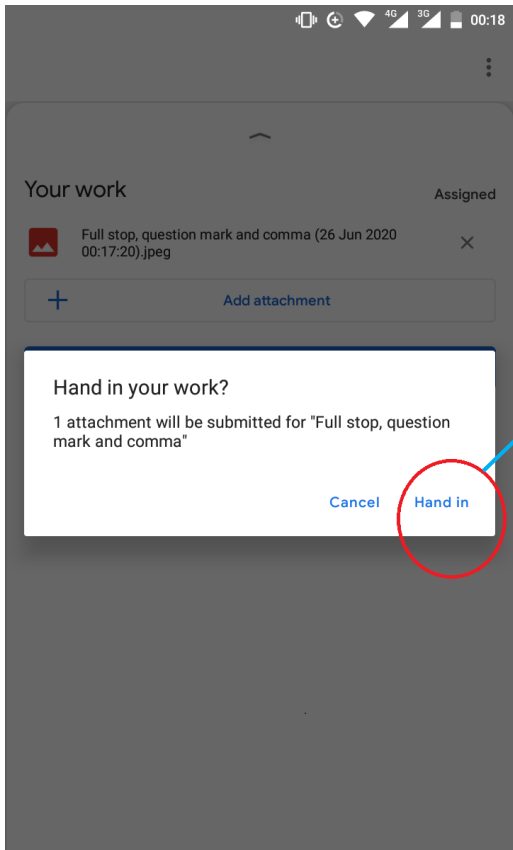 4G 3G 00:18
Your work
Assigned
Full stop, question mark and comma (26 Jun 2020
00:17:20).jpeg
Add attachment
Hand in your work?
1 attachment will be submitted for "Full stop, question
mark and comma"
Cancel Hand in